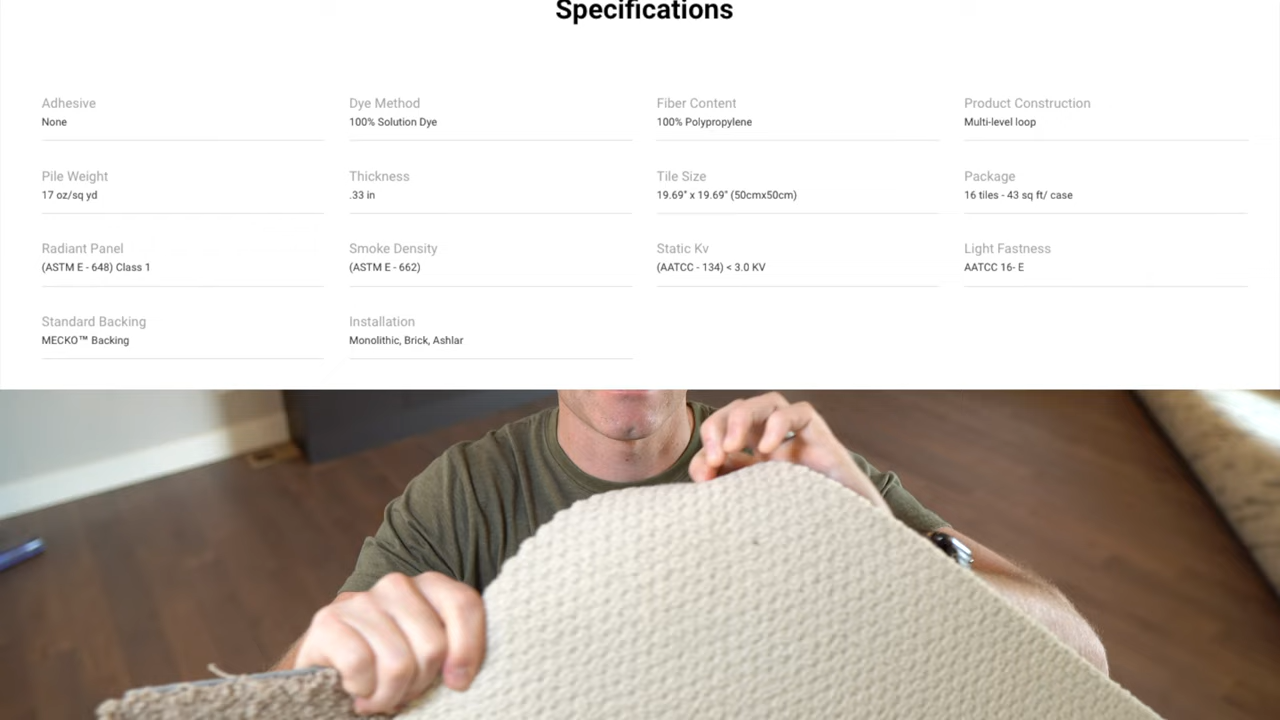 Specifications
Adhesive
None
Dye Method
100% Solution Dye
Fiber Content
100% Polypropylene
Product Construction
Multi-level loop
Pile Weight
17 oz/sq yd
Thickness
.33 in
Tile Size
19.69" x 19.69" (50cmx50cm)
Package
16 tiles - 43 sq ft/ case
Radiant Panel
(ASTM E - 648) Class 1
Smoke Density
(ASTM E - 662)
Static Kv
(AATCC - 134) < 3.0 KV
Light Fastness
AATCC 16- E
Standard Backing
MECKO™ Backing
Installation
Monolithic, Brick, Ashlar